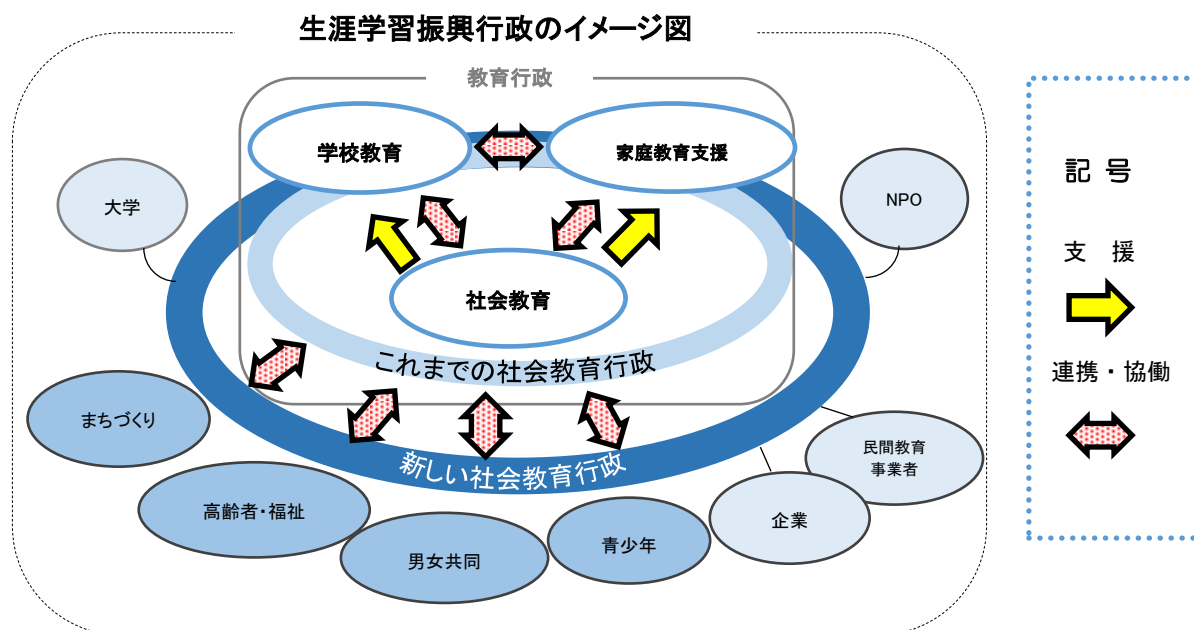 生涯学習振興行政のイメージ図
教育行政
学校教育
家庭教育支援
大学
NPO
社会教育
これまでの社会教育行政
新しい社会教育行政
まちづくり
高齢者・福祉
男女共同
青少年
企業
民間教育
事業者
記 号
支 援
連携・協働